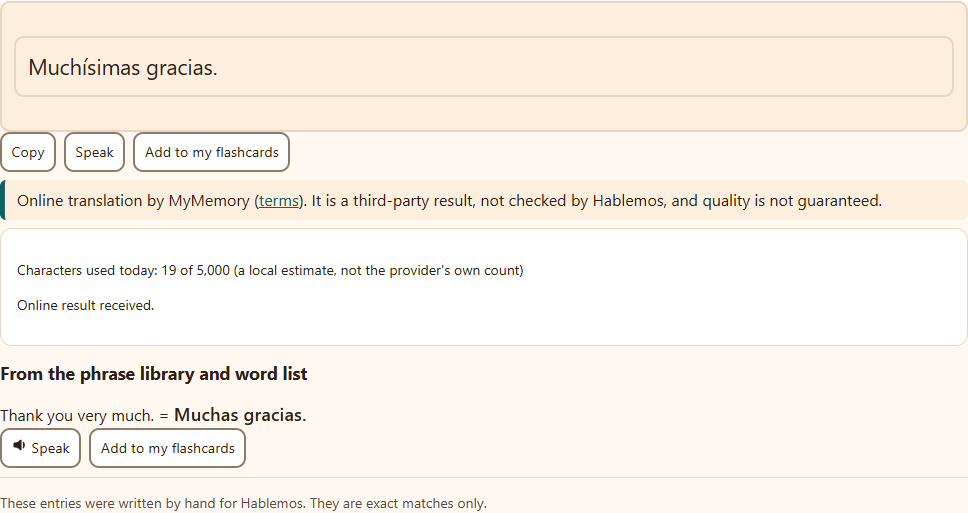 Muchísimas gracias.
Copy Speak Add to my flashcards
Online translation by MyMemory (terms). It is a third-party result, not checked by Hablemos, and quality is not guaranteed.
Characters used today: 19 of 5,000 (a local estimate, not the provider's own count)
Online result received.
From the phrase library and word list
Thank you very much. = Muchas gracias.
Speak Add to my flashcards
These entries were written by hand for Hablemos. They are exact matches only.